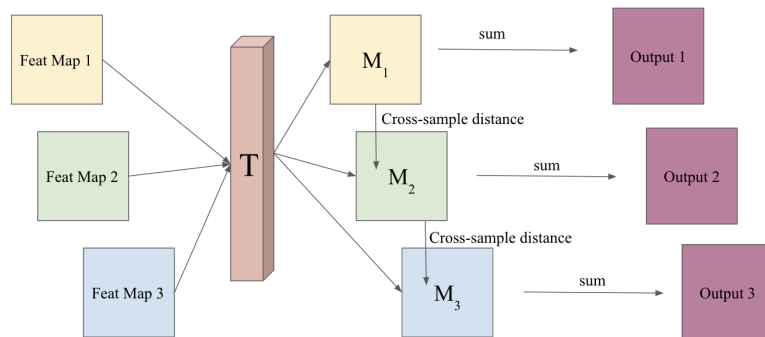 Feat Map 1
Feat Map 2
Feat Map 3
T
M1
M2
M3
Cross-sample distance
Cross-sample distance
sum
sum
sum
Output 1
Output 2
Output 3